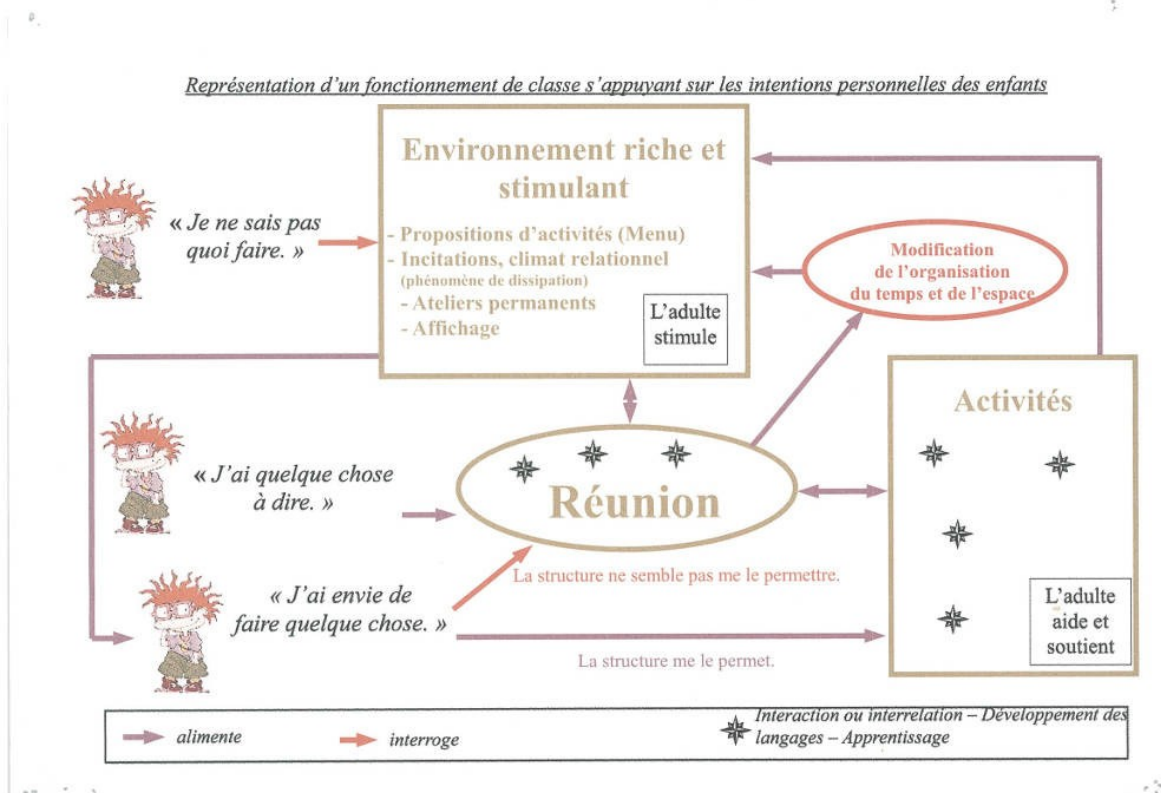 Représentation d'un fonctionnement de classe s'appuyant sur les intentions personnelles des enfants
Environnement riche et
stimulant
- Propositions d'activités (Menu)
- Incitations, climat relationnel
(phénomène de dissipation)
- Ateliers permanents
- Affichage
L'adulte
stimule
« Je ne sais pas
quoi faire. »
Modification
de l'organisation
du temps et de l'espace
Activités
L'adulte
aide et
soutient
« J'ai quelque chose
à dire. »
Réunion
La structure ne semble pas me le permettre.
« J'ai envie de
faire quelque chose. »
La structure me le permet.
alimente
interroge
Interaction ou interrelation – Développement des
langages – Apprentissage